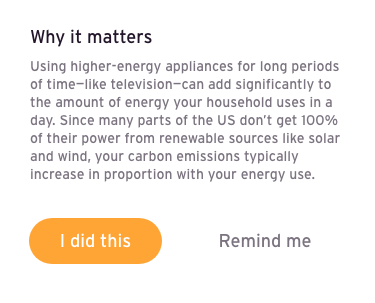 Why it matters
Using higher-energy appliances for long periods
of time—like television—can add significantly to
the amount of energy your household uses in a
day. Since many parts of the US don't get 100%
of their power from renewable sources like solar
and wind, your carbon emissions typically
increase in proportion with your energy use.
I did this
Remind me